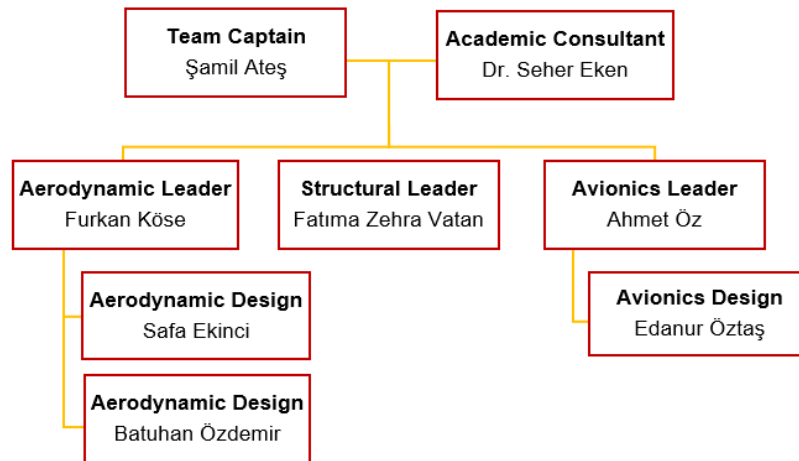 Team Captain
Şamil Ateş
Academic Consultant
Dr. Seher Eken
Aerodynamic Leader
Furkan Köse
Structural Leader
Fatıma Zehra Vatan
Avionics Leader
Ahmet Öz
Aerodynamic Design
Safa Ekinci
Avionics Design
Edanur Öztaş
Aerodynamic Design
Batuhan Özdemir